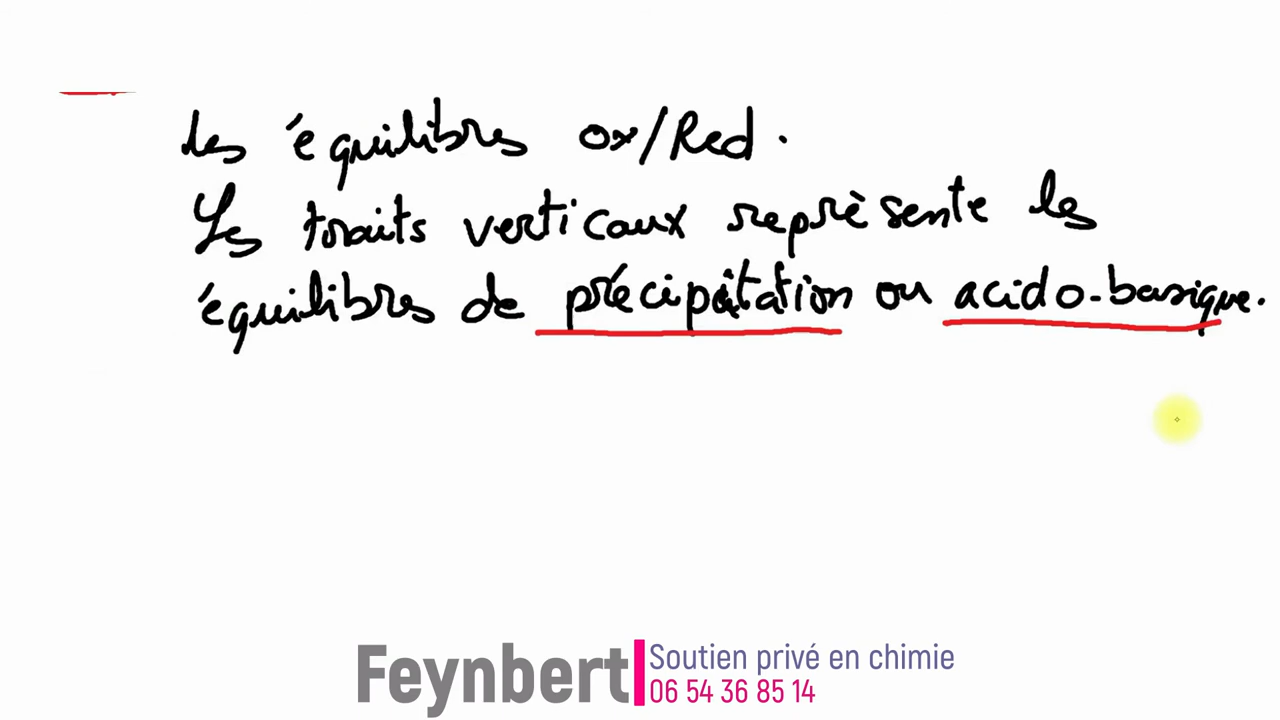 les équilibres ox/Red.
Les traits verticaux reprèsente les
équilibres de précipitation ou acido-basique.
Feynbert
Soutien privé en chimie
06 54 36 85 14